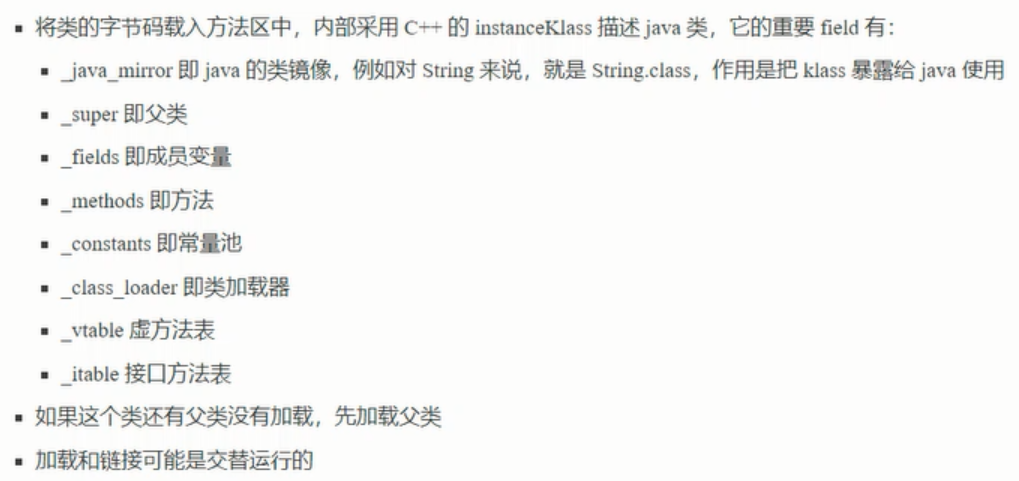 将类的字节码载入方法区中，内部采用 C++ 的 instanceKlass 描述 java 类，它的重要 field 有：
_java_mirror 即 java 的类镜像，例如对 String 来说，就是 String.class，作用是把 klass 暴露给 java 使用
_super 即父类
_fields 即成员变量
_methods 即方法
_constants 即常量池
_class_loader 即类加载器
_vtable 虚方法表
_itable 接口方法表
如果这个类还有父类没有加载，先加载父类
加载和链接可能是交替运行的